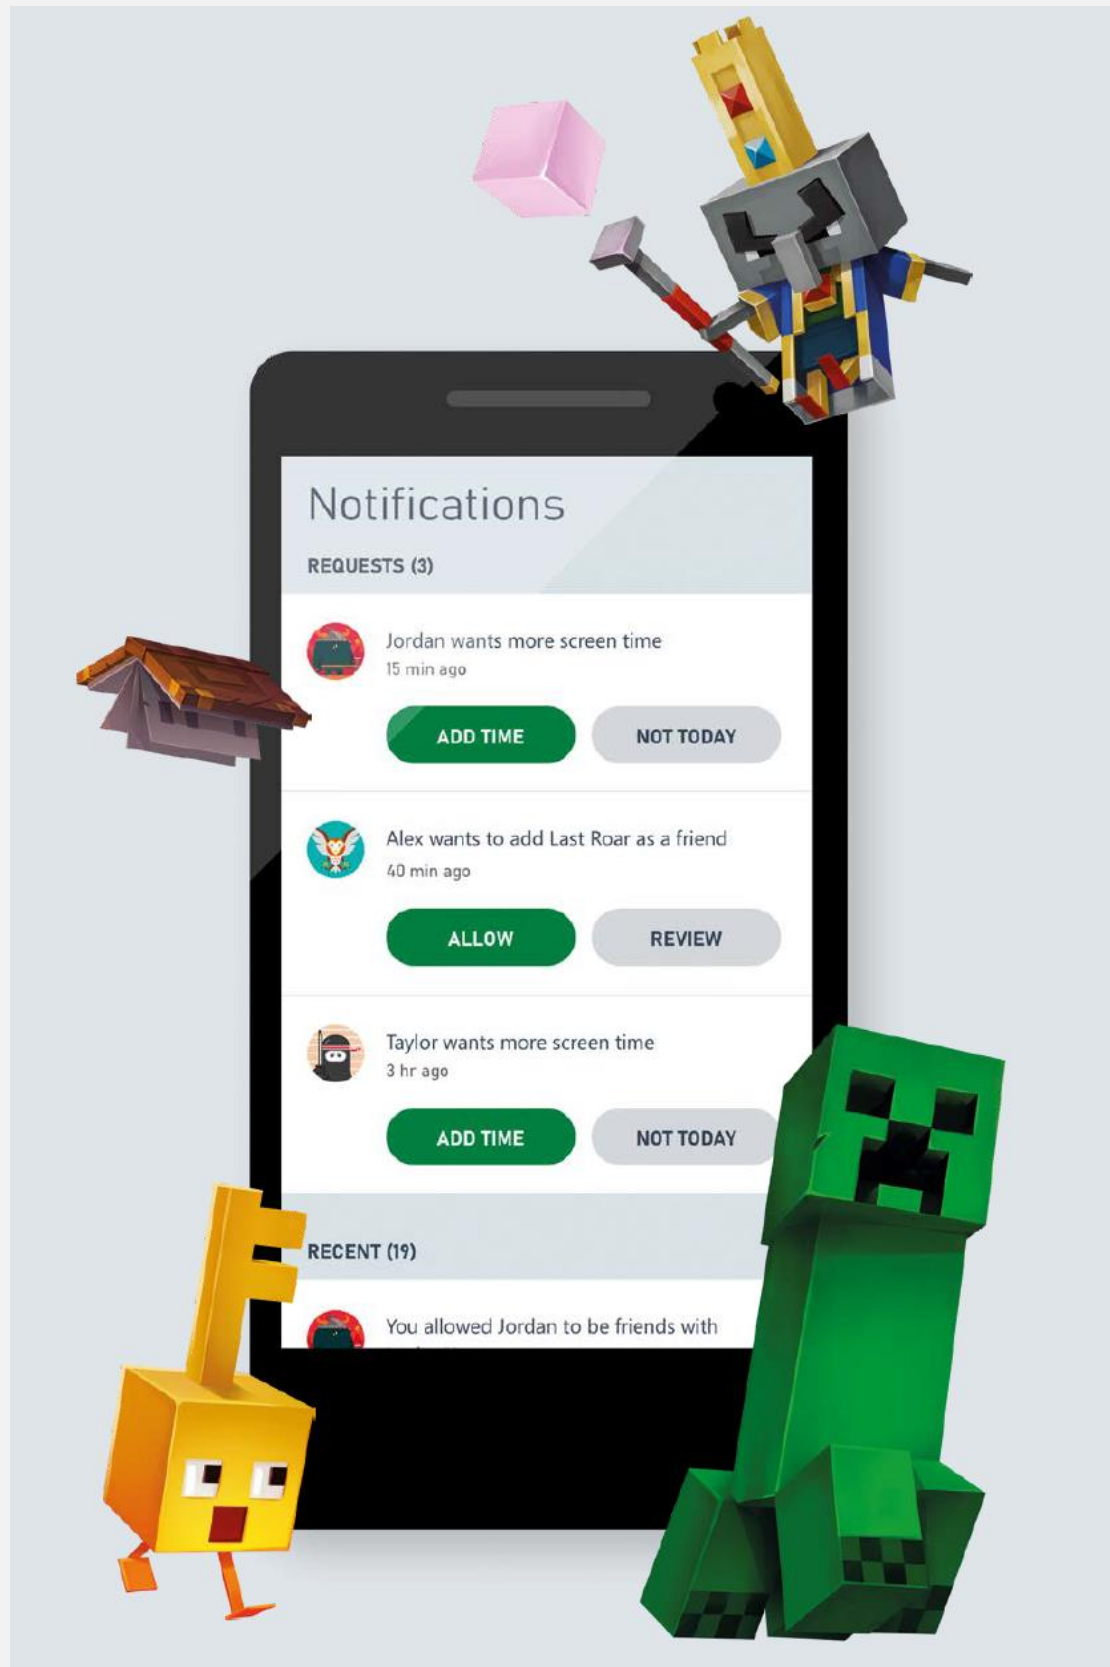 Notifications
REQUESTS (3)
Jordan wants more screen time
15 min ago
ADD TIME NOT TODAY
Alex wants to add Last Roar as a friend
40 min ago
ALLOW REVIEW
Taylor wants more screen time
3 hr ago
ADD TIME NOT TODAY
RECENT (19)
You allowed Jordan to be friends with